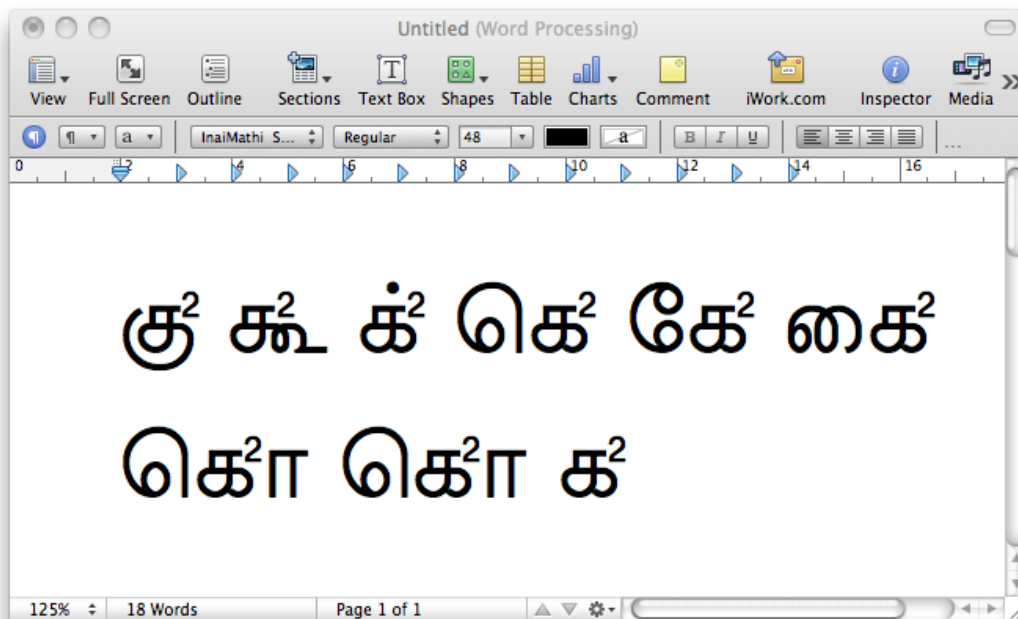 Untitled (Word Processing)
View Full Screen Outline Sections Text Box Shapes Table Charts Comment iWork.com Inspector Media »
¶ a InaiMathi S... Regular 48 a B I U ...
0 2 4 6 8 10 12 14 16
கு² கூ² க்² கெ² கே² கை²
கெ²ா கெ²ா க²
125% 18 Words Page 1 of 1